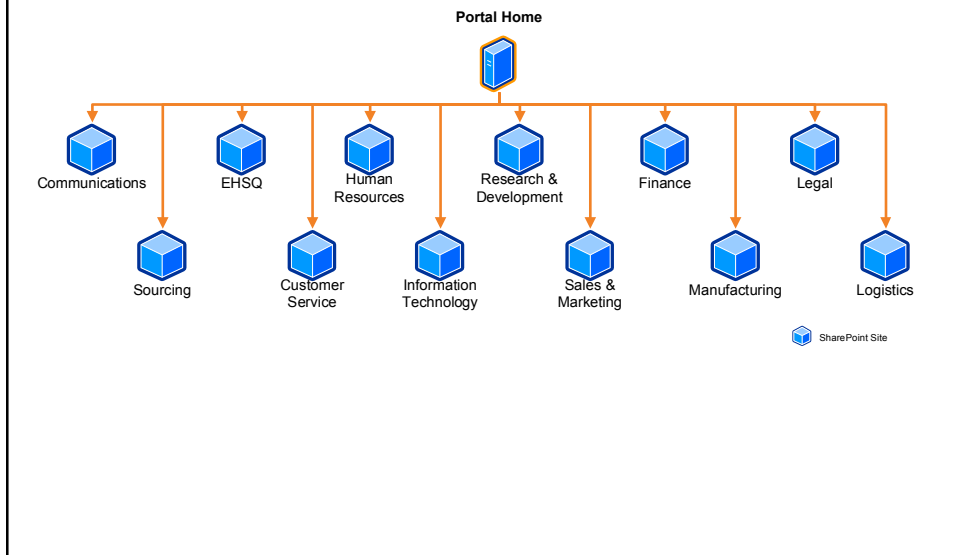 Portal Home
Communications
EHSQ
Human
Resources
Research &
Development
Finance
Legal
Sourcing
Customer
Service
Information
Technology
Sales &
Marketing
Manufacturing
Logistics
SharePoint Site